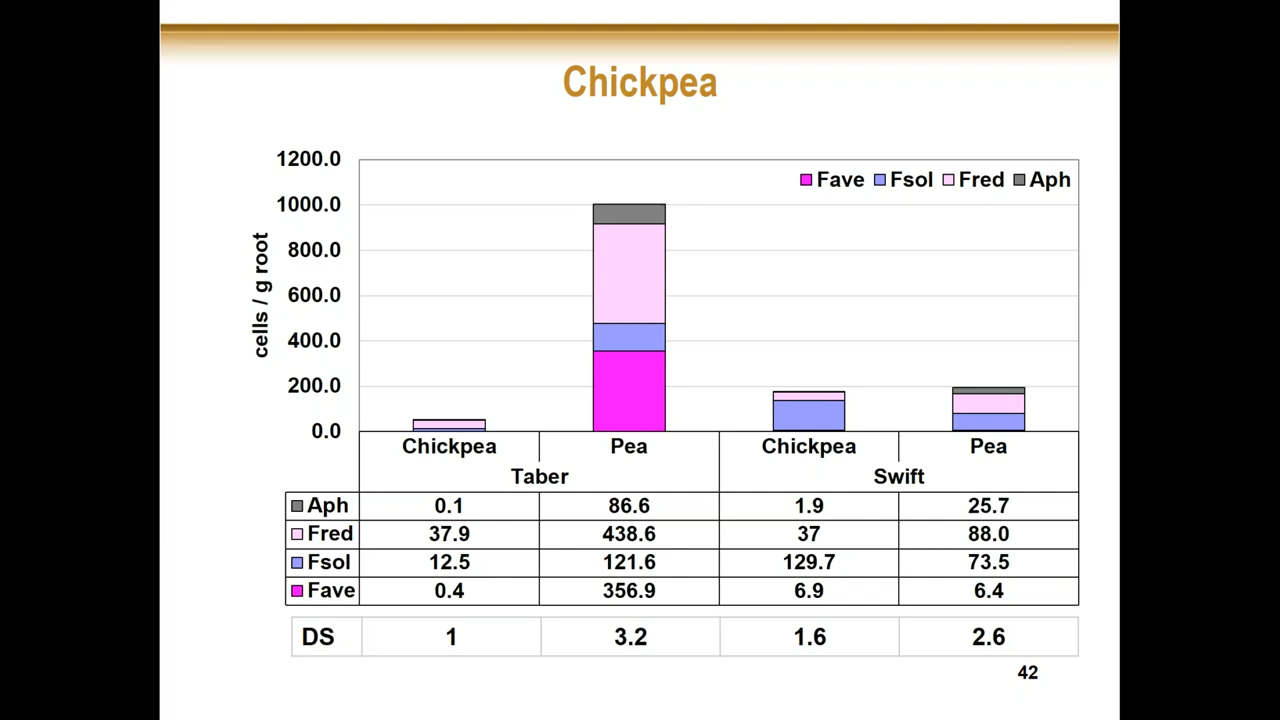 Chickpea
1200.0
1000.0
800.0
600.0
400.0
200.0
0.0
cells / g root
Fave Fsol Fred Aph
Chickpea Pea Chickpea Pea
Taber Swift
Aph 0.1 86.6 1.9 25.7
Fred 37.9 438.6 37 88.0
Fsol 12.5 121.6 129.7 73.5
Fave 0.4 356.9 6.9 6.4
DS 1 3.2 1.6 2.6
42